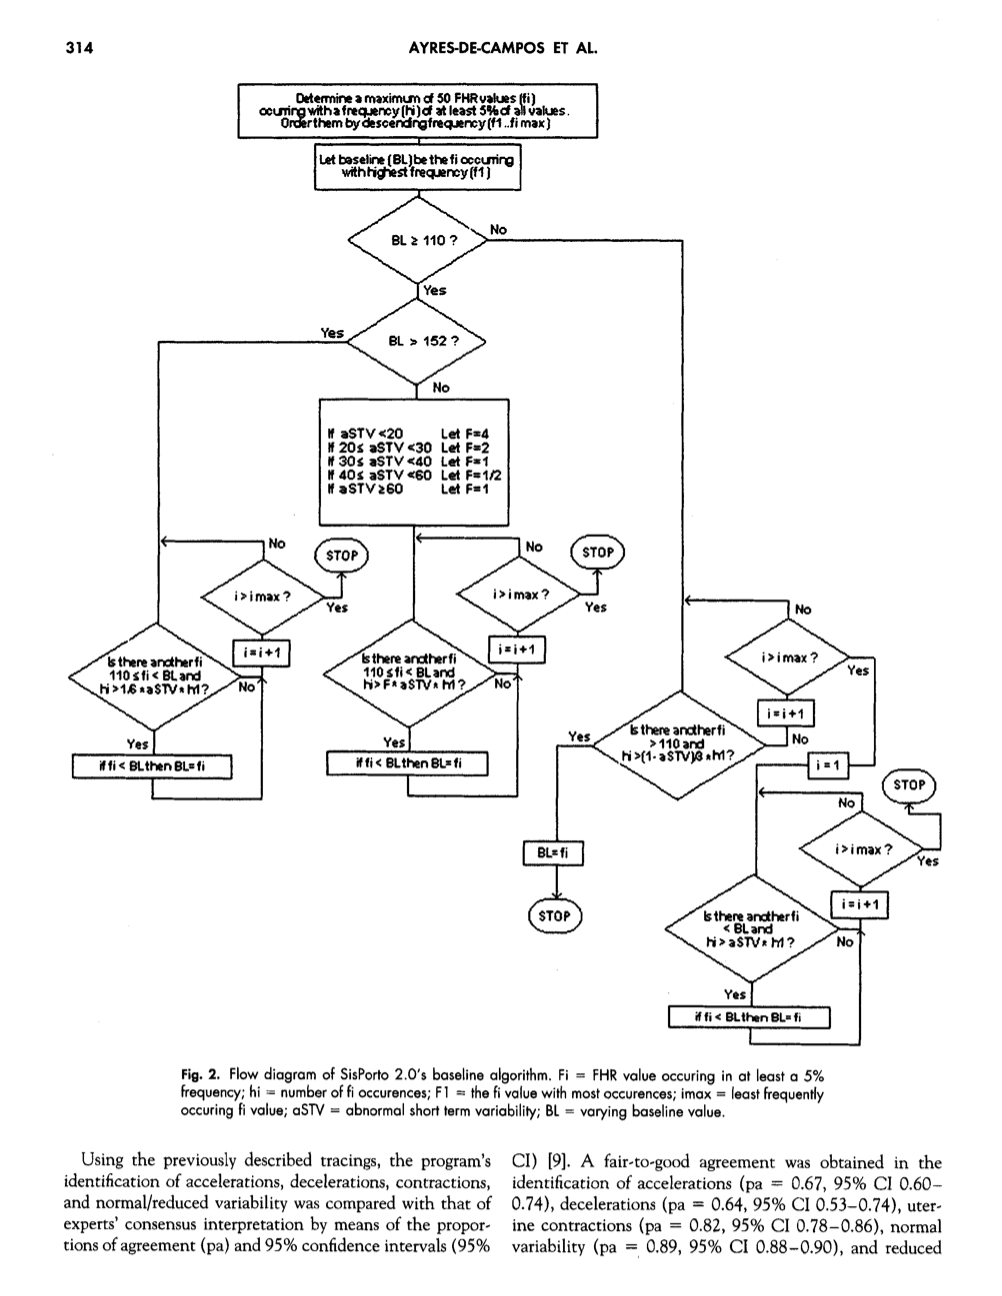 314
AYRES-DE-CAMPOS ET AL.
Determine a maximum of 50 FHR values (fi)
ocurring with a frequency (hi) of at least 5% of all values.
Order them by descending frequency (f1..fi max)
Let baseline (BL) be the fi occurring
with highest frequency (f1)
BL ≥ 110 ?
No
Yes
BL > 152 ?
Yes
No
If aSTV <20 Let F=4
If 20≤ aSTV <30 Let F=2
If 30≤ aSTV <40 Let F=1
If 40≤ aSTV <60 Let F=1/2
If aSTV ≥60 Let F=1
No
STOP
i > i max ?
Yes
i = i + 1
Is there another fi
110 ≤ fi < BL and
hi > 1.6 * aSTV * h1 ?
No
Yes
if fi < BL then BL= fi
No
STOP
i > i max ?
Yes
i = i + 1
Is there another fi
110 ≤ fi < BL and
hi > F * aSTV * h1 ?
No
Yes
if fi < BL then BL= fi
No
i > i max ?
Yes
i = i + 1
Is there another fi
> 110 and
hi >(1- aSTV)/3 * h1 ?
No
Yes
BL= fi
STOP
i = 1
STOP
No
i > i max ?
Yes
i = i + 1
Is there another fi
< BL and
hi > aSTV * h1 ?
No
Yes
if fi < BL then BL= fi
Fig. 2. Flow diagram of SisPorto 2.0's baseline algorithm. Fi = FHR value occuring in at least a 5%
frequency; hi = number of fi occurences; F1 = the fi value with most occurences; imax = least frequently
occuring fi value; aSTV = abnormal short term variability; BL = varying baseline value.
Using the previously described tracings, the program's
identification of accelerations, decelerations, contractions,
and normal/reduced variability was compared with that of
experts' consensus interpretation by means of the propor-
tions of agreement (pa) and 95% confidence intervals (95%
CI) [9]. A fair-to-good agreement was obtained in the
identification of accelerations (pa = 0.67, 95% CI 0.60–
0.74), decelerations (pa = 0.64, 95% CI 0.53–0.74), uter-
ine contractions (pa = 0.82, 95% CI 0.78–0.86), normal
variability (pa = 0.89, 95% CI 0.88–0.90), and reduced